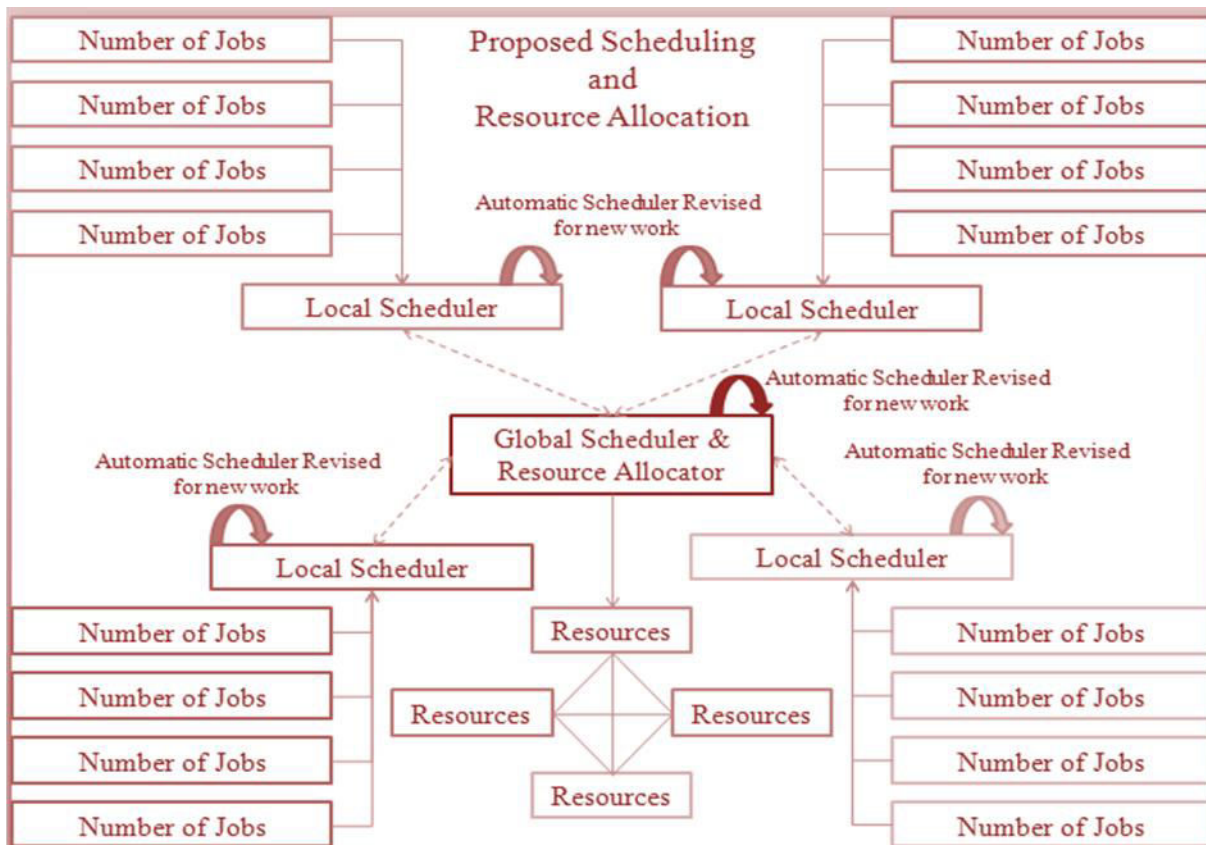 Number of Jobs
Number of Jobs
Number of Jobs
Number of Jobs
Proposed Scheduling
and
Resource Allocation
Number of Jobs
Number of Jobs
Number of Jobs
Number of Jobs
Automatic Scheduler Revised
for new work
Local Scheduler
Local Scheduler
Automatic Scheduler Revised
for new work
Global Scheduler &
Resource Allocator
Automatic Scheduler Revised
for new work
Automatic Scheduler Revised
for new work
Local Scheduler
Local Scheduler
Number of Jobs
Number of Jobs
Number of Jobs
Number of Jobs
Resources
Resources
Resources
Resources
Number of Jobs
Number of Jobs
Number of Jobs
Number of Jobs